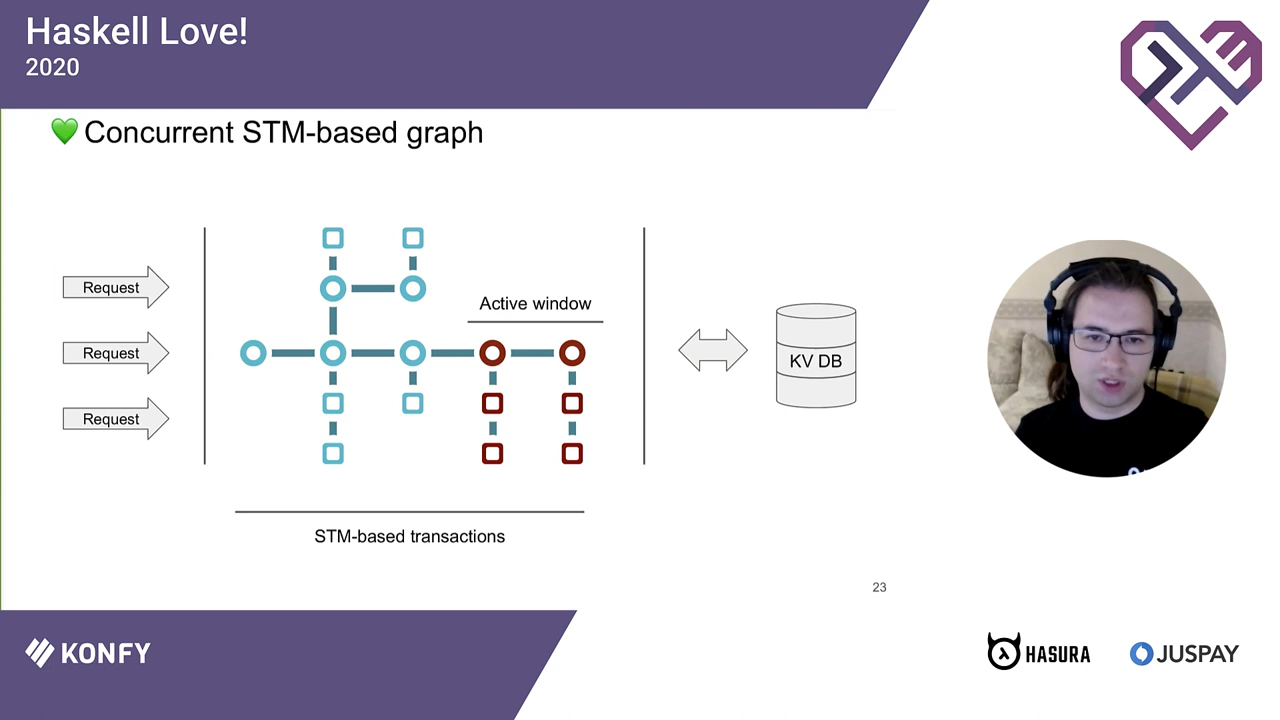 Haskell Love!
2020
💚 Concurrent STM-based graph
Request
Request
Request
Active window
KV DB
STM-based transactions
23
KONFY
HASURA
JUSPAY